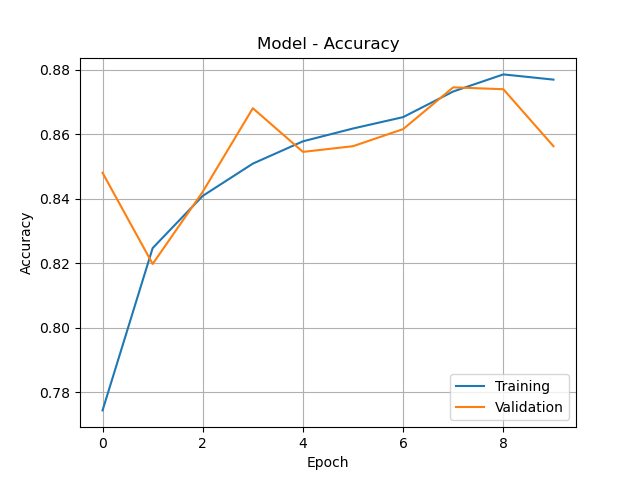 Model - Accuracy
0.88
0.86
0.84
0.82
0.80
0.78
Accuracy
0 2 4 6 8
Epoch
Training
Validation